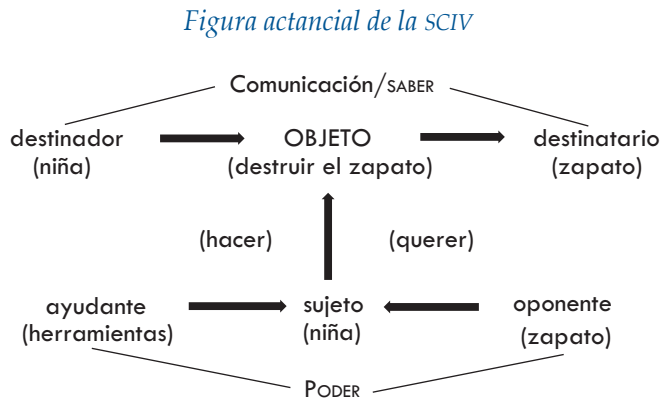 Figura actancial de la SCIV
Comunicación/SABER
destinador OBJETO destinatario
(niña) (destruir el zapato) (zapato)
(hacer) (querer)
ayudante sujeto oponente
(herramientas) (niña) (zapato)
PODER